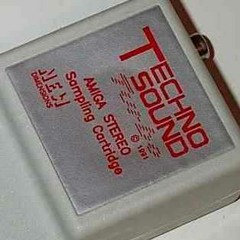 TECHNO
SOUND
© 1991
AMIGA STEREO
Sampling Cartridge
NEW
DIMENSIONS